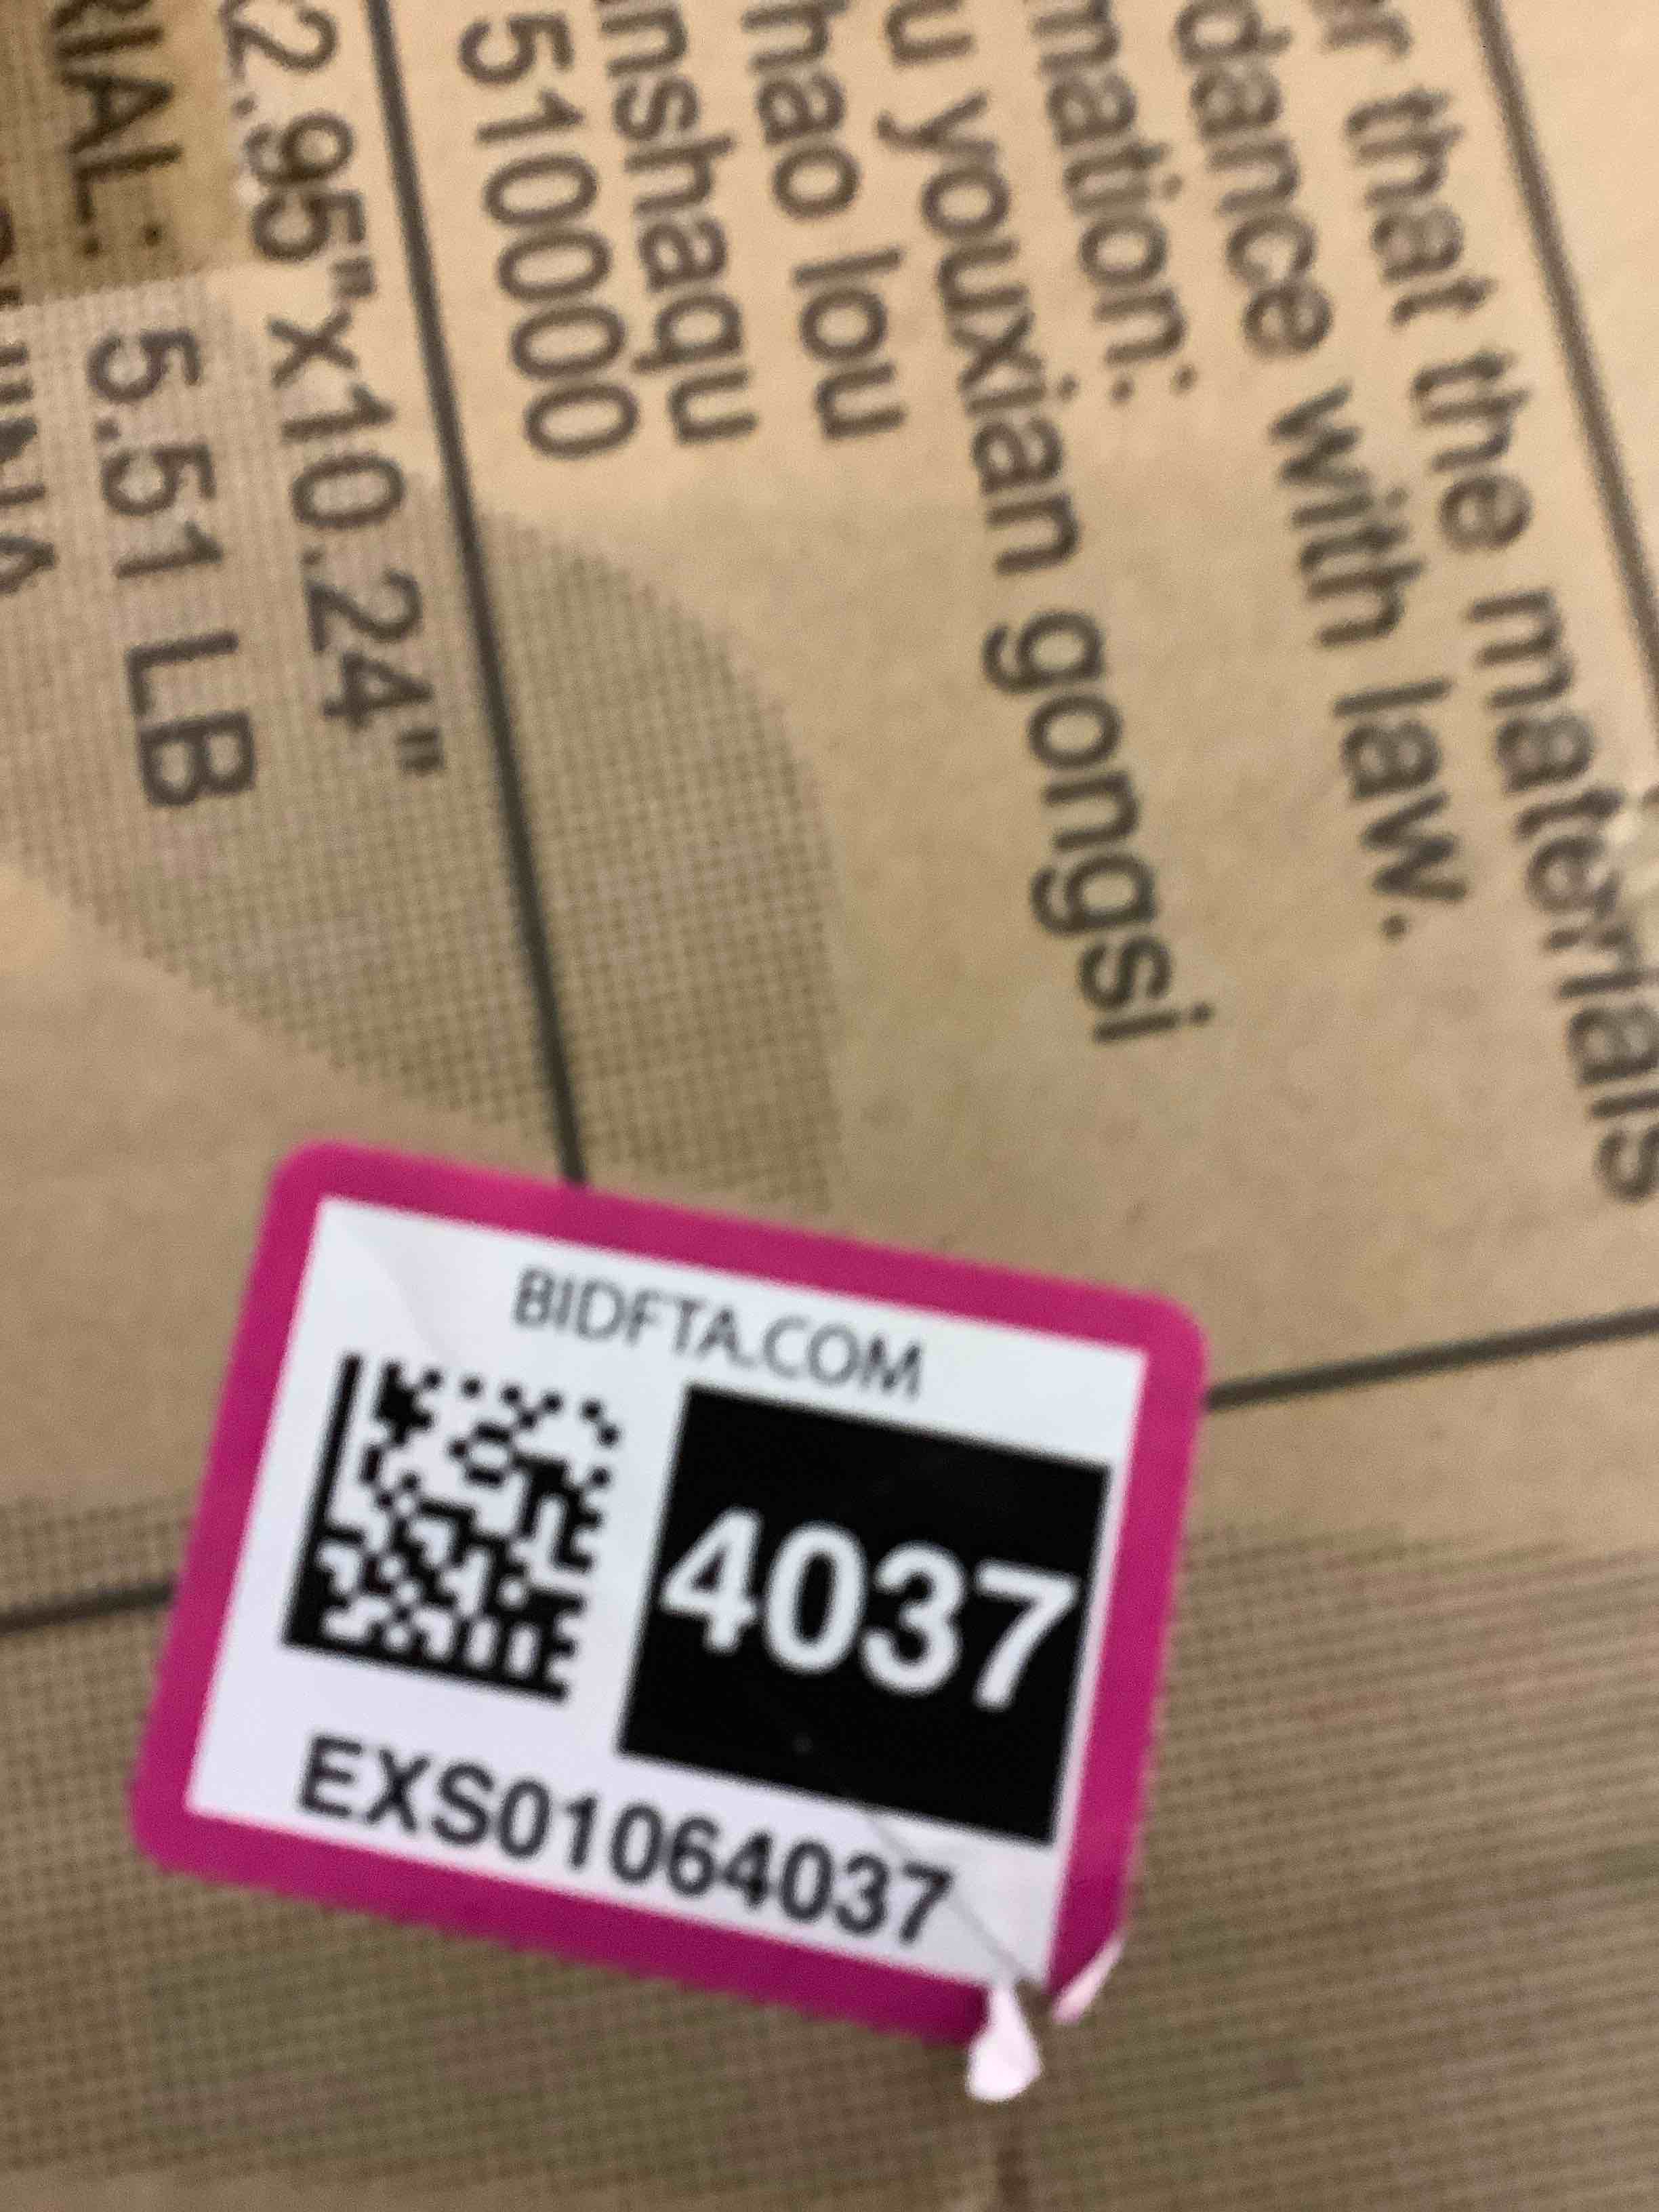 r that the materials
dance with law.
mation:
u youxian gongsi
hao lou
nshaqu
510000
2.95"x10.24"
5.51 LB
RIAL:
BIDFTA.COM
4037
EXS01064037